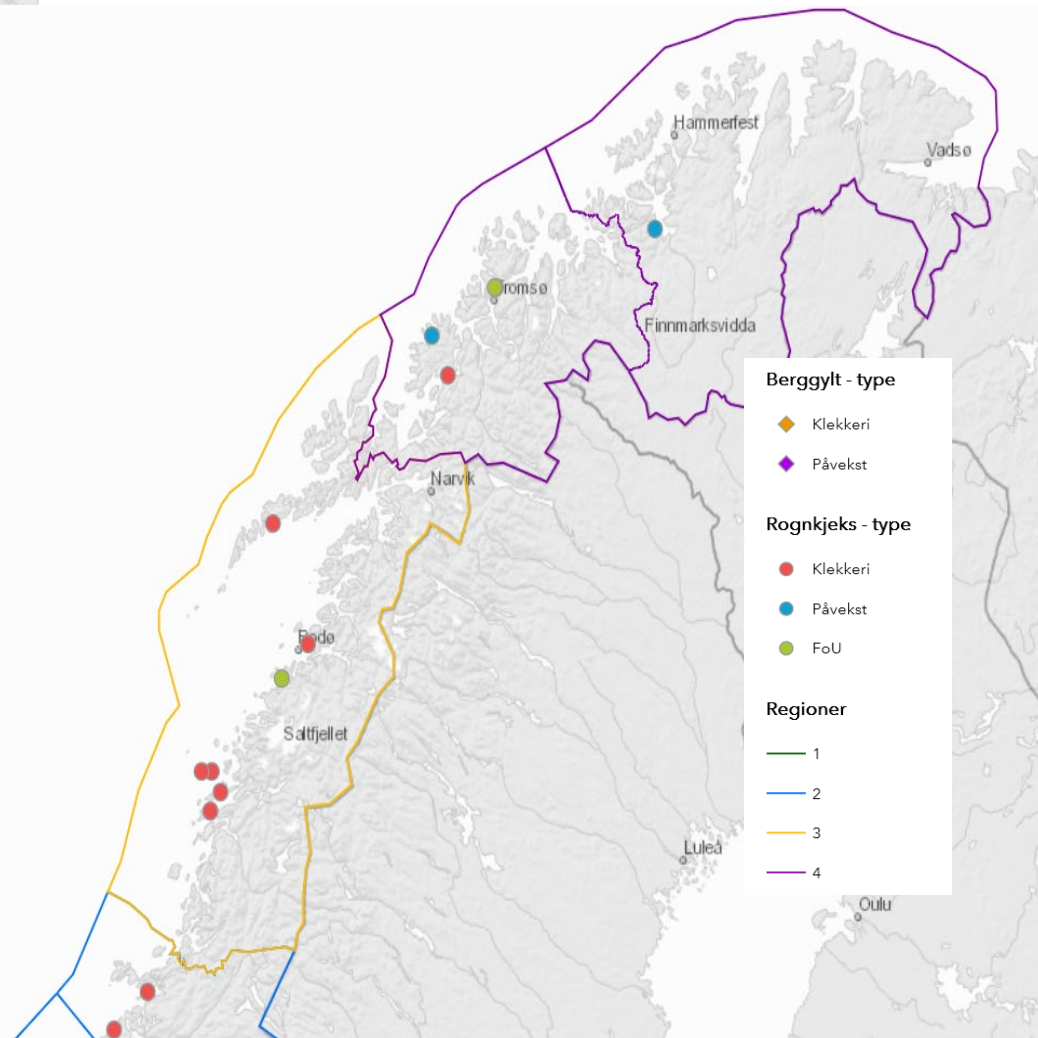 Hammerfest
Vadsø
romsø
Finnmarksvidda
Narvik
Bodø
Saltfjellet
Luleå
Oulu
Berggylt - type
Klekkeri
Påvekst
Rognkjeks - type
Klekkeri
Påvekst
FoU
Regioner
1
2
3
4